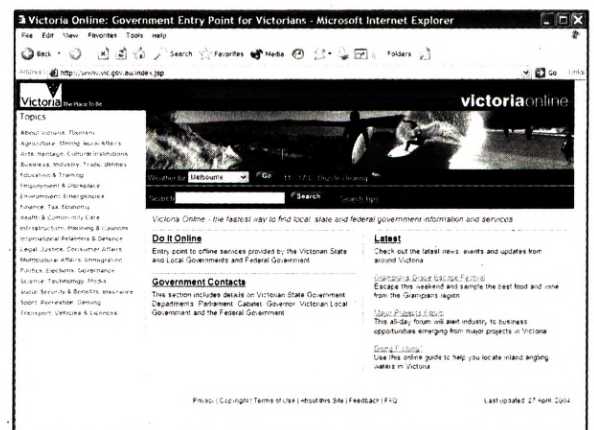 Victoria Online: Government Entry Point for Victorians - Microsoft Internet Explorer
File Edit View Favorites Tools Help
Back Search Favorites Media Folders
Address http://www.vic.gov.au/index.jsp Go Links
Victoria The Place To Be
victoriaonline
Topics
About Victoria, Tourism
Agriculture, Mining, Rural Affairs
Arts, Heritage, Cultural Institutions
Business, Industry, Trade, Utilities
Education & Training
Employment & Workplace
Environment, Emergencies
Finance, Tax, Economy
Health & Community Care
Infrastructure, Planning & Councils
International Relations & Defence
Legal, Justice, Consumer Affairs
Multicultural Affairs, Immigration
Politics, Elections, Governance
Science, Technology, Media
Social Security & Benefits, Insurance
Sport, Recreation, Gaming
Transport, Vehicles & Licences
Weather for Melbourne Go 11 - 17 C. Drizzle clearing
Search Search Search tips
Victoria Online - the fastest way to find local, state and federal government information and services
Do It Online
Entry point to offline services provided by the Victorian State
and Local Governments and Federal Government
Government Contacts
This section includes details on Victorian State Government
Departments, Parliament, Cabinet, Governor, Victorian Local
Government and the Federal Government
Latest
Check out the latest news, events and updates from
around Victoria
Grampians Grape Escape Festival
Escape this weekend and sample the best food and wine
from the Grampians region
Major Projects Forum
This all-day forum will alert industry to business
opportunities emerging from major projects in Victoria
Going Fishing?
Use this online guide to help you locate inland angling
waters in Victoria
Privacy | Copyright | Terms of Use | About this Site | Feedback | FAQ
Last updated: 27 April, 2004